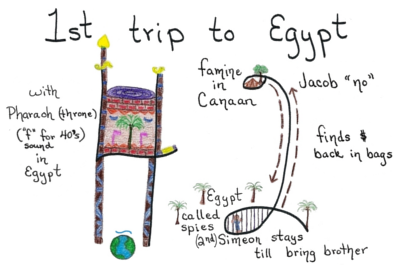 1st trip to Egypt
with
Pharaoh (throne)
("f" for 40's)
sound
in
Egypt
famine
in
Canaan
Jacob "no"
finds $
back in bags
Egypt
called
spies
(2nd) Simeon stays
till bring brother